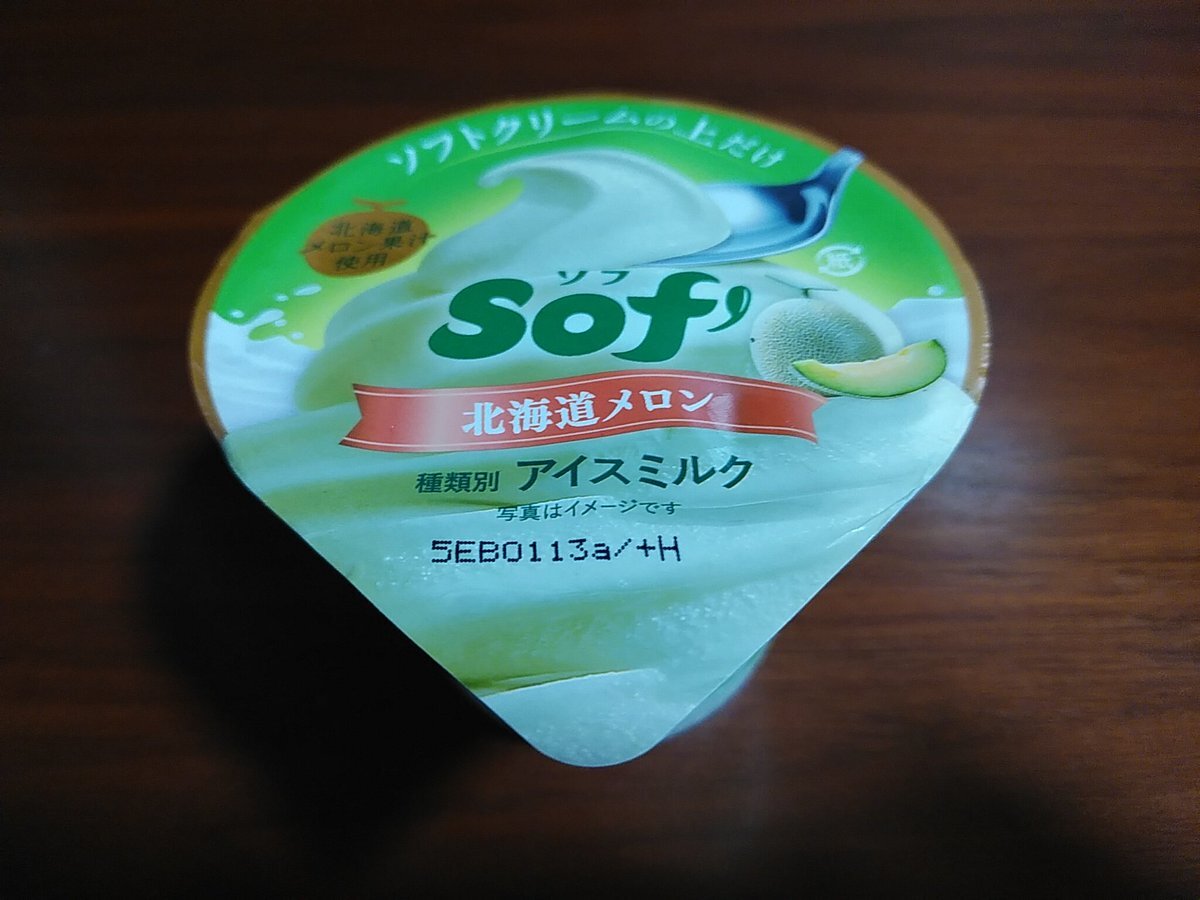 ソフトクリームの上だけ
北海道
メロン果汁
使用
紙
ソフ
Sof'
北海道メロン
種類別 アイスミルク
写真はイメージです
5EB0113a/+H